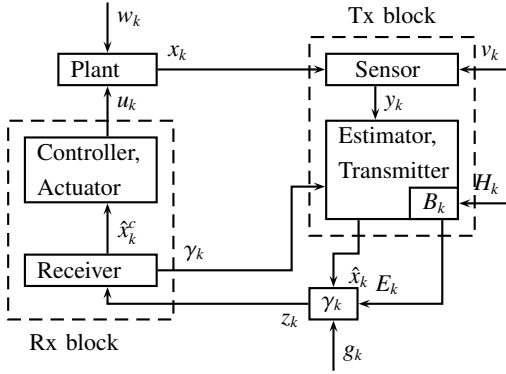 w_k
Tx block
Plant
x_k
Sensor
v_k
u_k
y_k
Controller,
Actuator
Estimator,
Transmitter
B_k
H_k
x̂_k^c
γ_k
Receiver
x̂_k
E_k
z_k
γ_k
Rx block
g_k